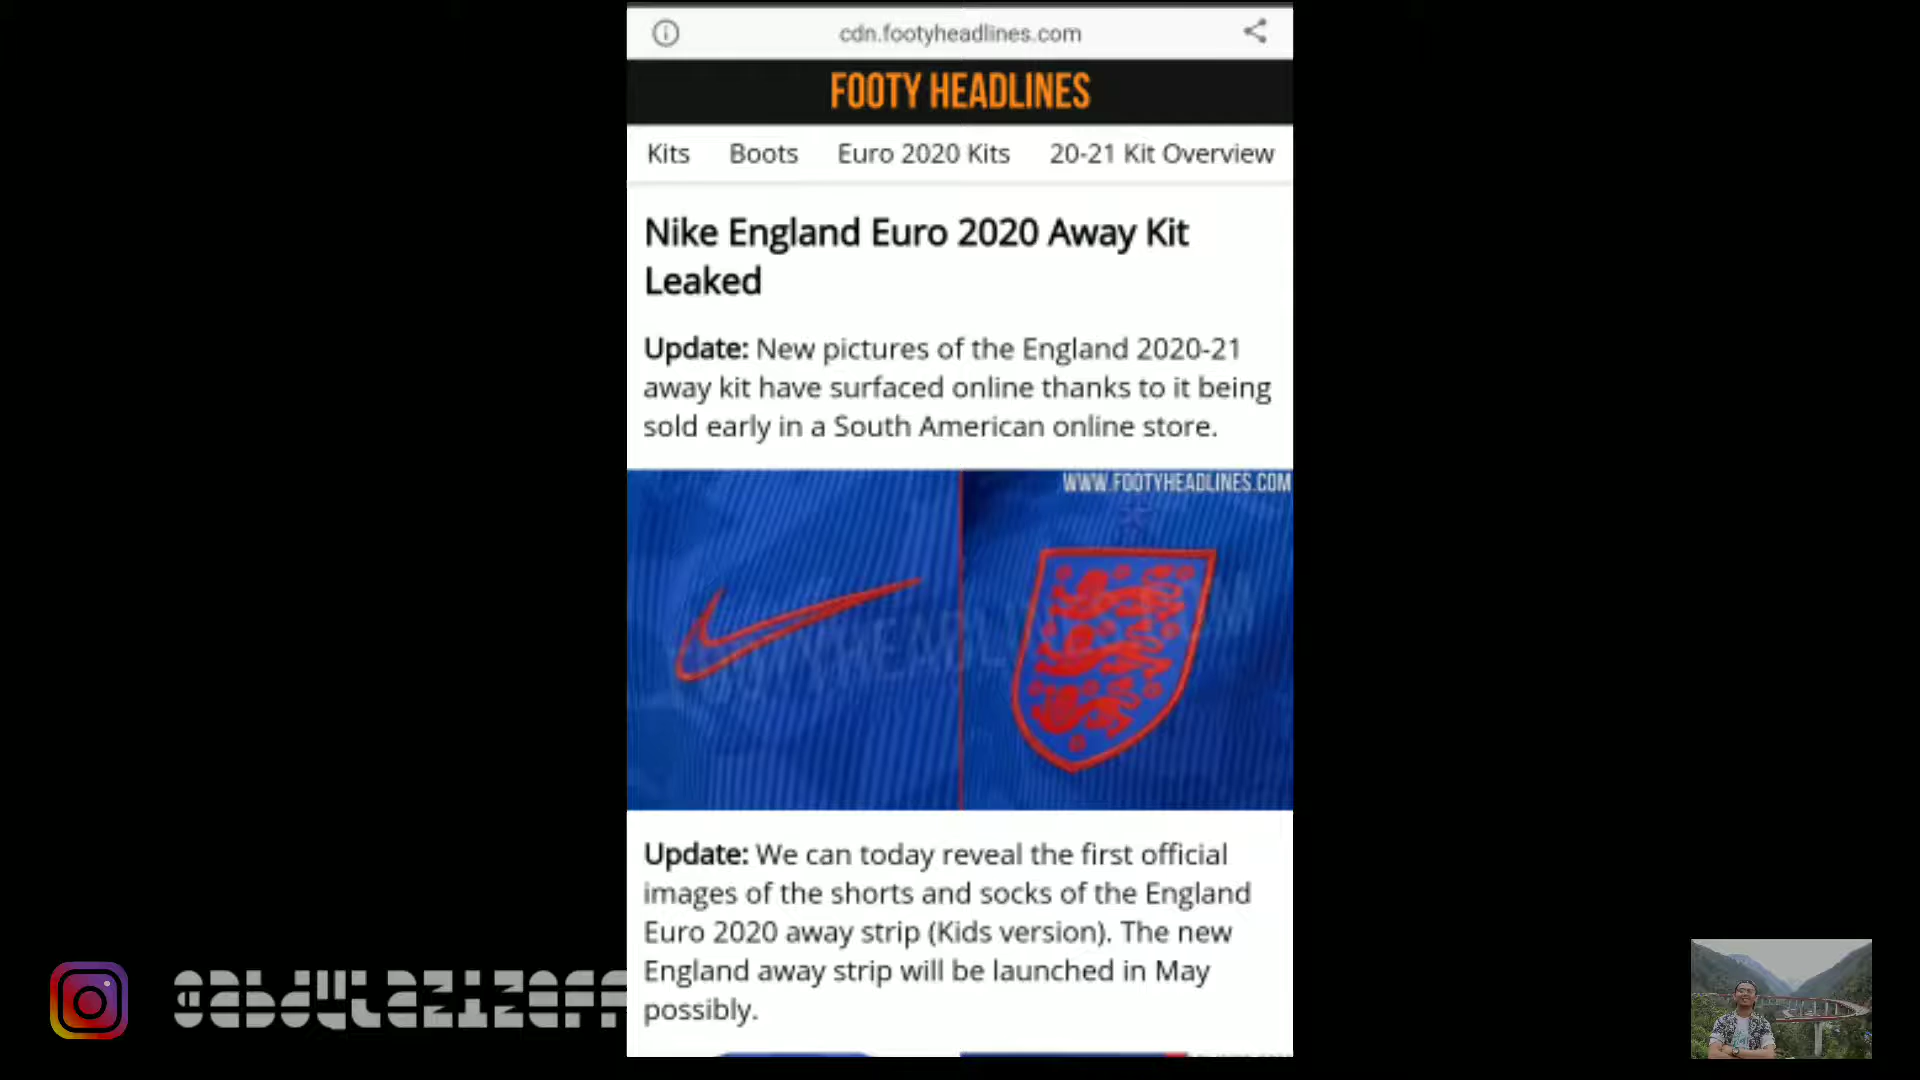 cdn.footyheadlines.com
FOOTY HEADLINES
Kits Boots Euro 2020 Kits 20-21 Kit Overview
Nike England Euro 2020 Away Kit
Leaked
Update: New pictures of the England 2020-21
away kit have surfaced online thanks to it being
sold early in a South American online store.
WWW.FOOTYHEADLINES.COM
Update: We can today reveal the first official
images of the shorts and socks of the England
Euro 2020 away strip (Kids version). The new
England away strip will be launched in May
possibly.